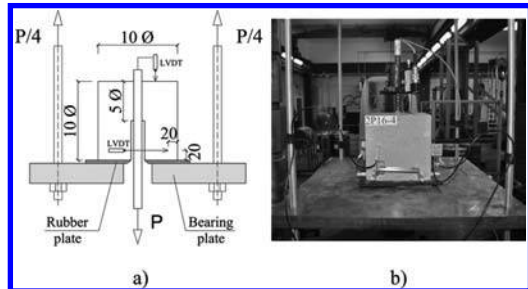 P/4
10 Ø
P/4
LVDT
10 Ø
5 Ø
LVDT
20
20
Rubber
plate
P
Bearing
plate
a)
2P16-4
b)